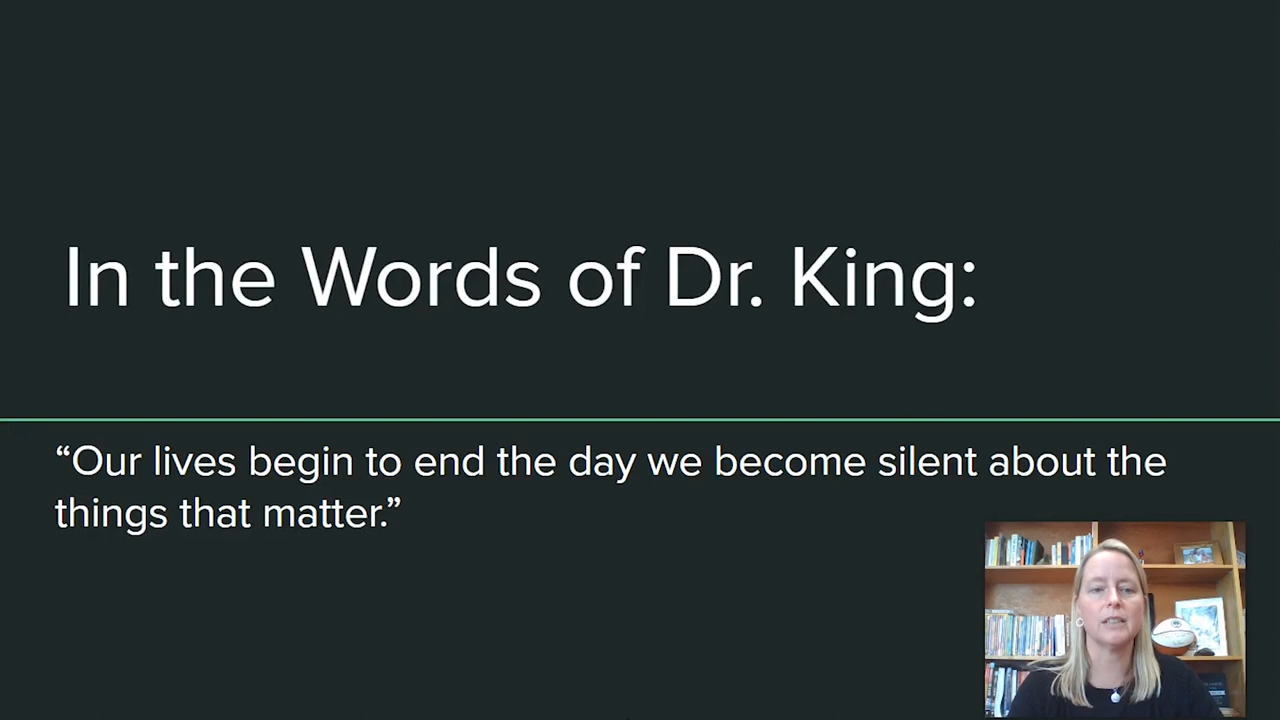 In the Words of Dr. King:
“Our lives begin to end the day we become silent about the
things that matter.”